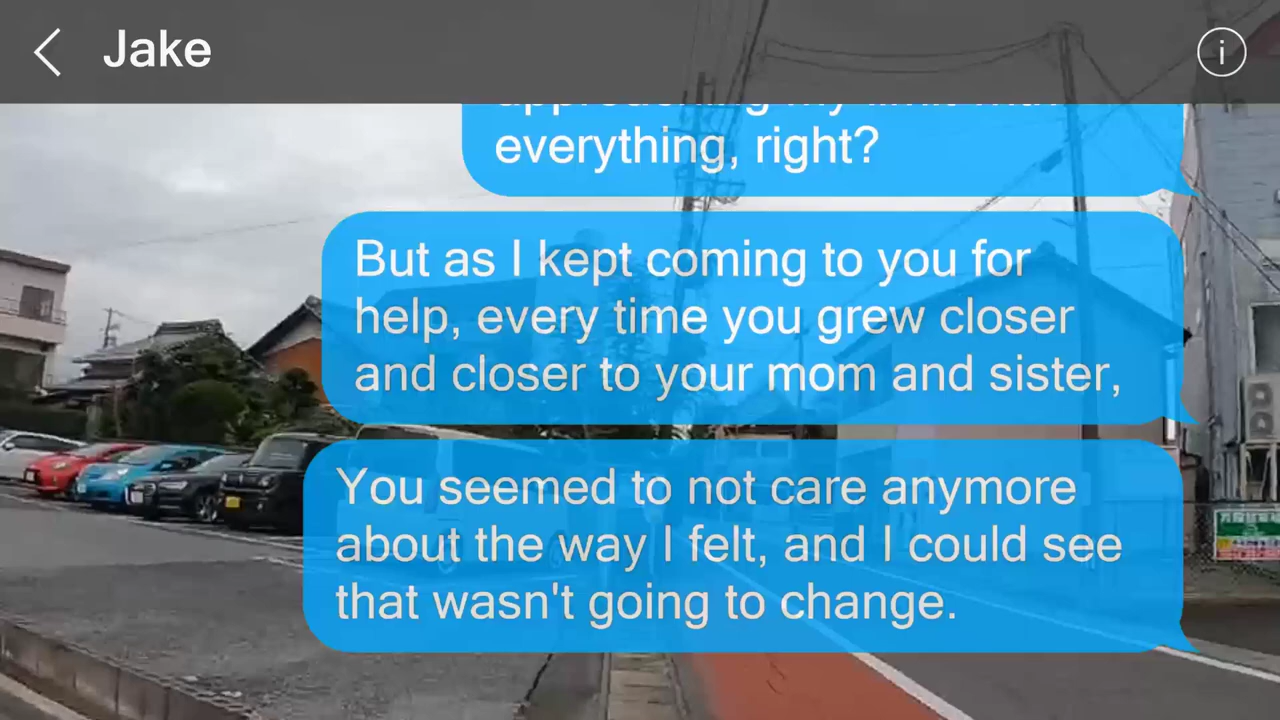 Jake
everything, right?
But as I kept coming to you for
help, every time you grew closer
and closer to your mom and sister,
You seemed to not care anymore
about the way I felt, and I could see
that wasn't going to change.